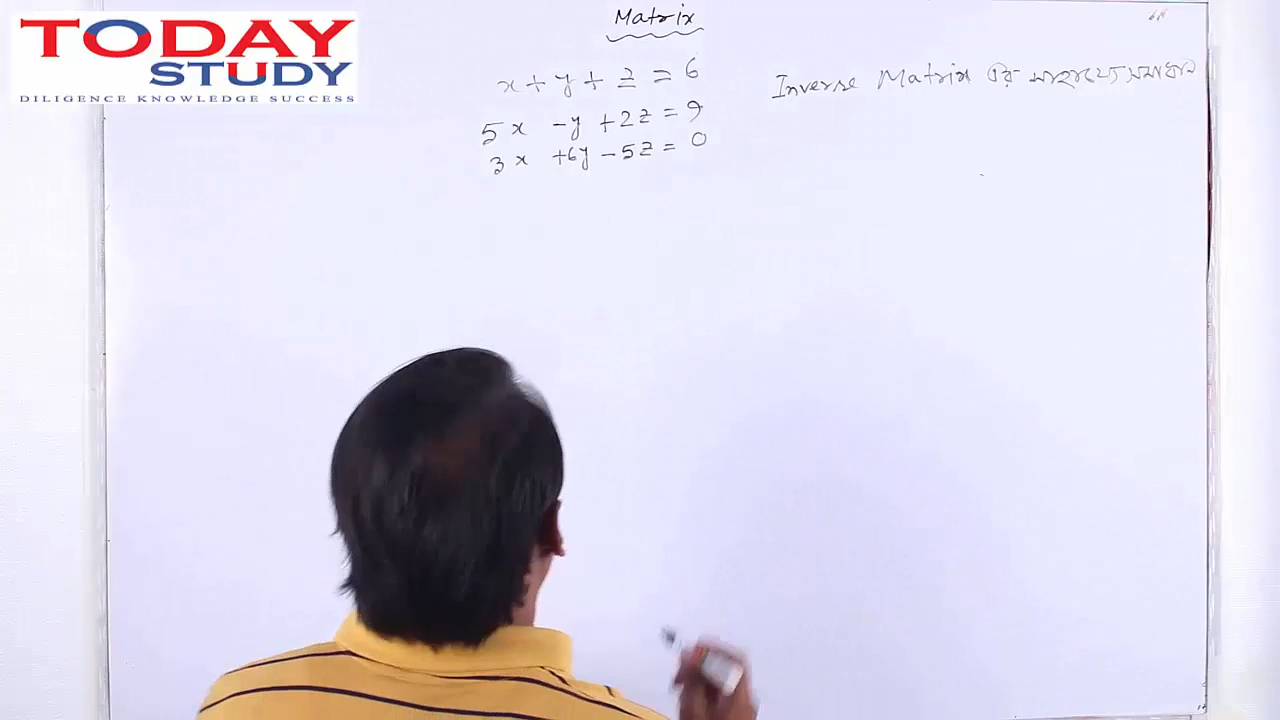 TODAY
STUDY
DILIGENCE KNOWLEDGE SUCCESS
Matrix
x + y + z = 6
5x - y + 2z = 9
3x + 6y - 5z = 0
Inverse Matrix এর সাহায্যে সমাধান